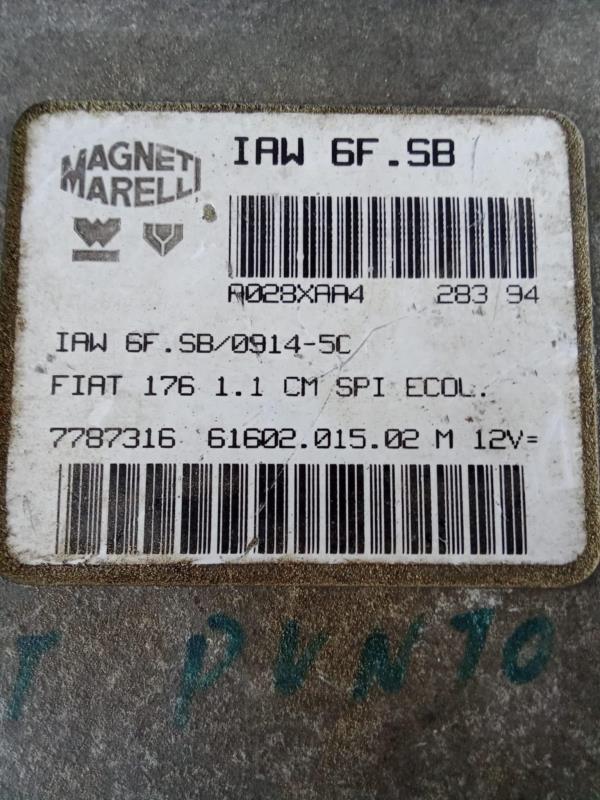 MAGNETI
MARELLI
IAW 6F.SB
A028XAA4 283 94
IAW 6F.SB/0914-5C
FIAT 176 1.1 CM SPI ECOL.
7787316 61602.015.02 M 12V=
T PUNTO